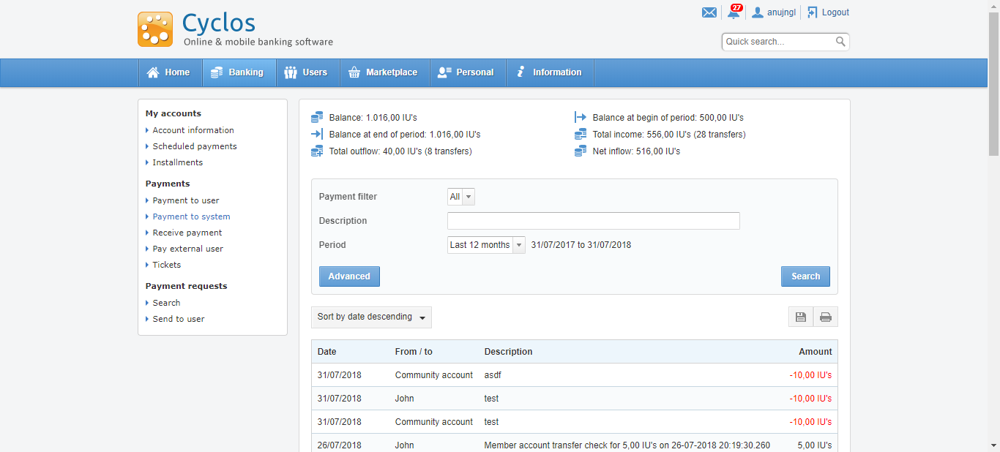 Cyclos
Online & mobile banking software
27
anujngl
Logout
Quick search...
Home
Banking
Users
Marketplace
Personal
Information
My accounts
Account information
Scheduled payments
Installments
Payments
Payment to user
Payment to system
Receive payment
Pay external user
Tickets
Payment requests
Search
Send to user
Balance: 1.016,00 IU's
Balance at begin of period: 500,00 IU's
Balance at end of period: 1.016,00 IU's
Total income: 556,00 IU's (28 transfers)
Total outflow: 40,00 IU's (8 transfers)
Net inflow: 516,00 IU's
Payment filter All
Description
Period Last 12 months 31/07/2017 to 31/07/2018
Advanced
Search
Sort by date descending
Date From / to Description Amount
31/07/2018 Community account asdf -10,00 IU's
31/07/2018 John test -10,00 IU's
31/07/2018 Community account test -10,00 IU's
26/07/2018 John Member account transfer check for 5,00 IU's on 26-07-2018 20:19:30.260 5,00 IU's